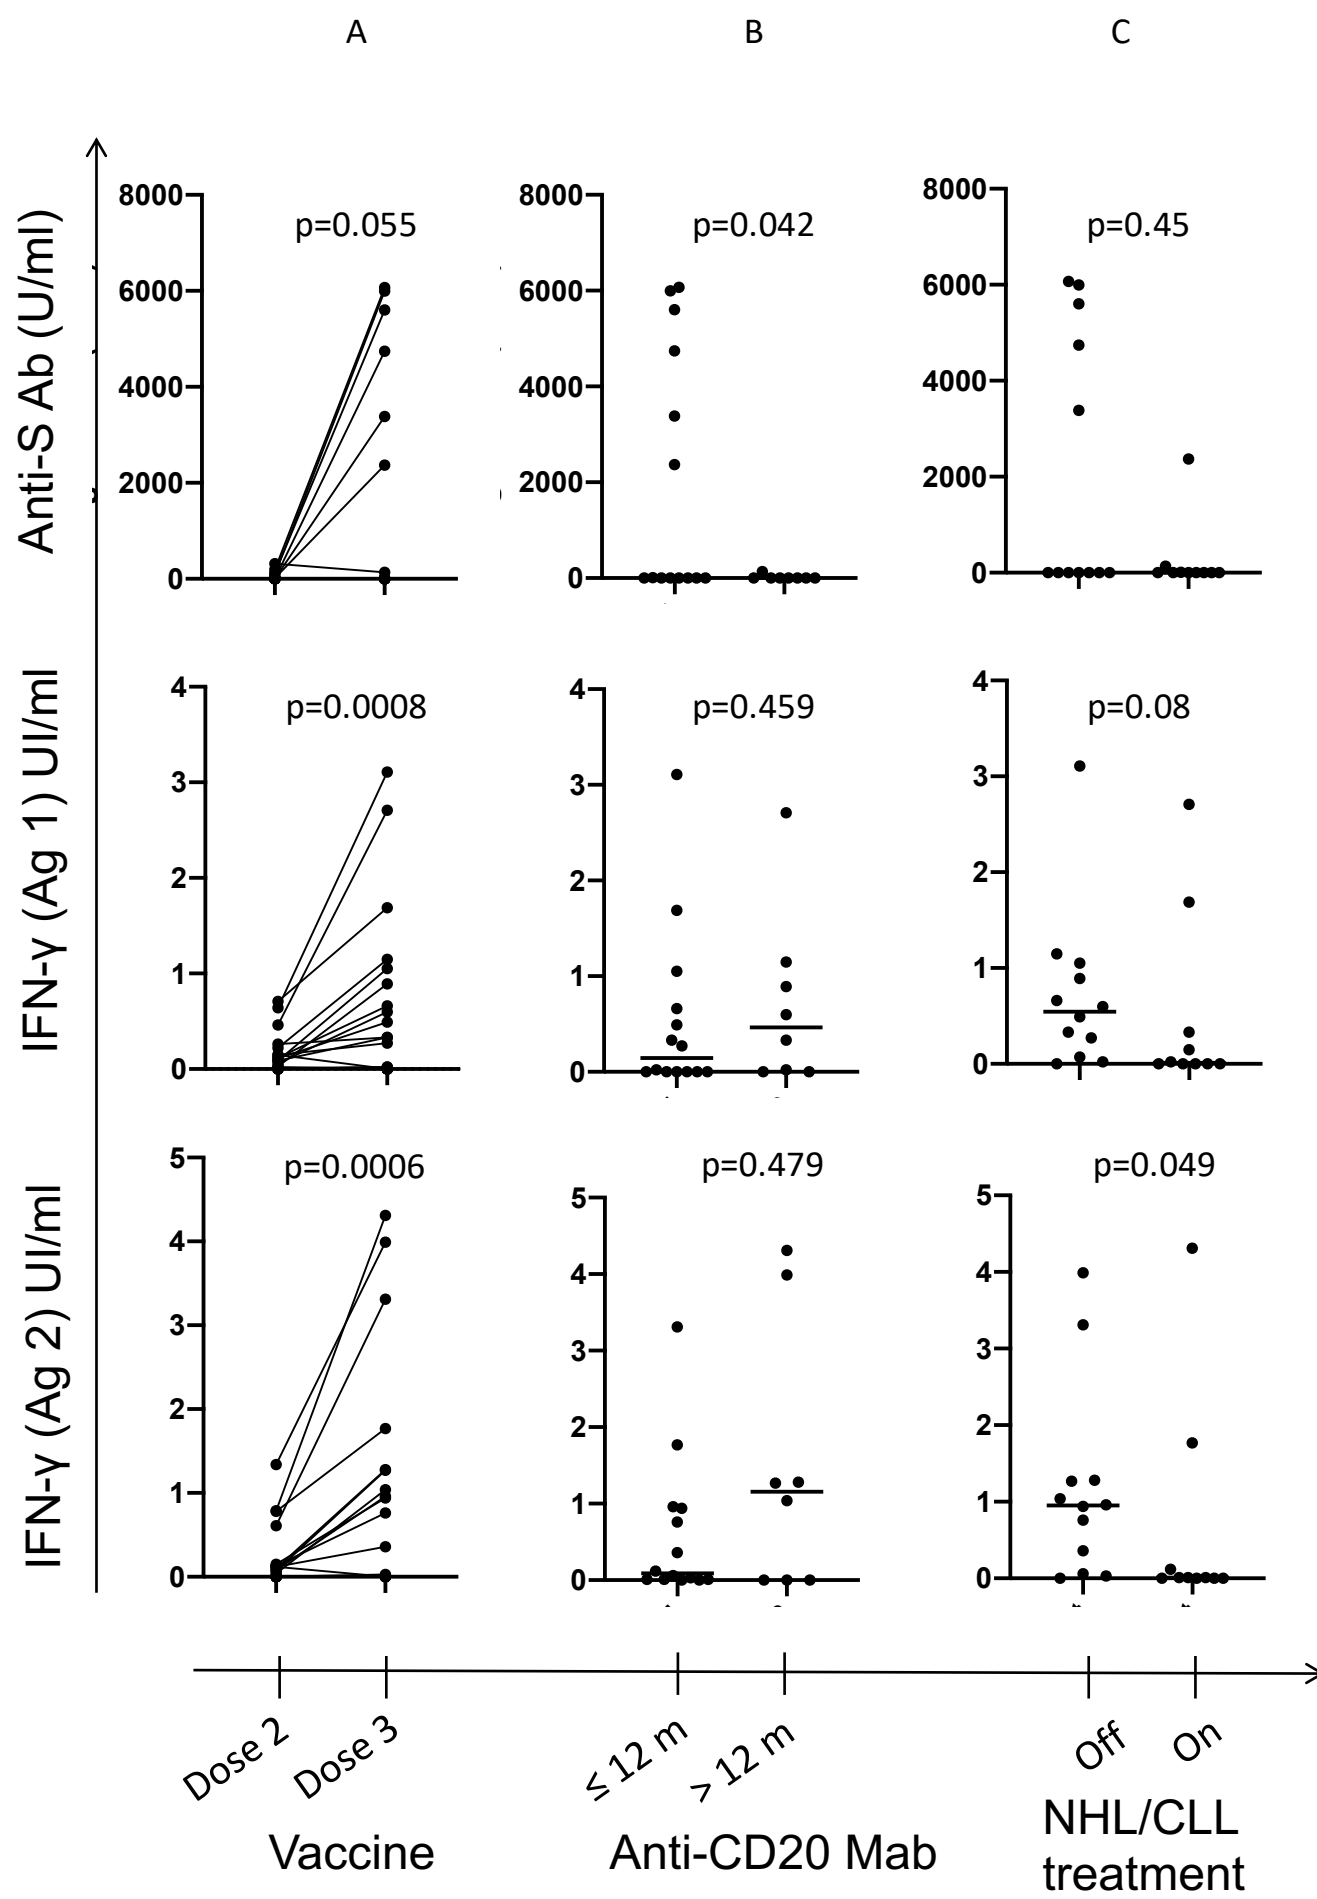 A
B
C
Anti-S Ab (U/ml)
8000
6000
4000
2000
0
p=0.055
8000
6000
4000
2000
0
p=0.042
8000
6000
4000
2000
0
p=0.45
IFN-γ (Ag 1) UI/ml
4
3
2
1
0
p=0.0008
4
3
2
1
0
p=0.459
4
3
2
1
0
p=0.08
IFN-γ (Ag 2) UI/ml
5
4
3
2
1
0
p=0.0006
5
4
3
2
1
0
p=0.479
5
4
3
2
1
0
p=0.049
Dose 2
Dose 3
≤ 12 m
> 12 m
Off
On
Vaccine
Anti-CD20 Mab
NHL/CLL
treatment